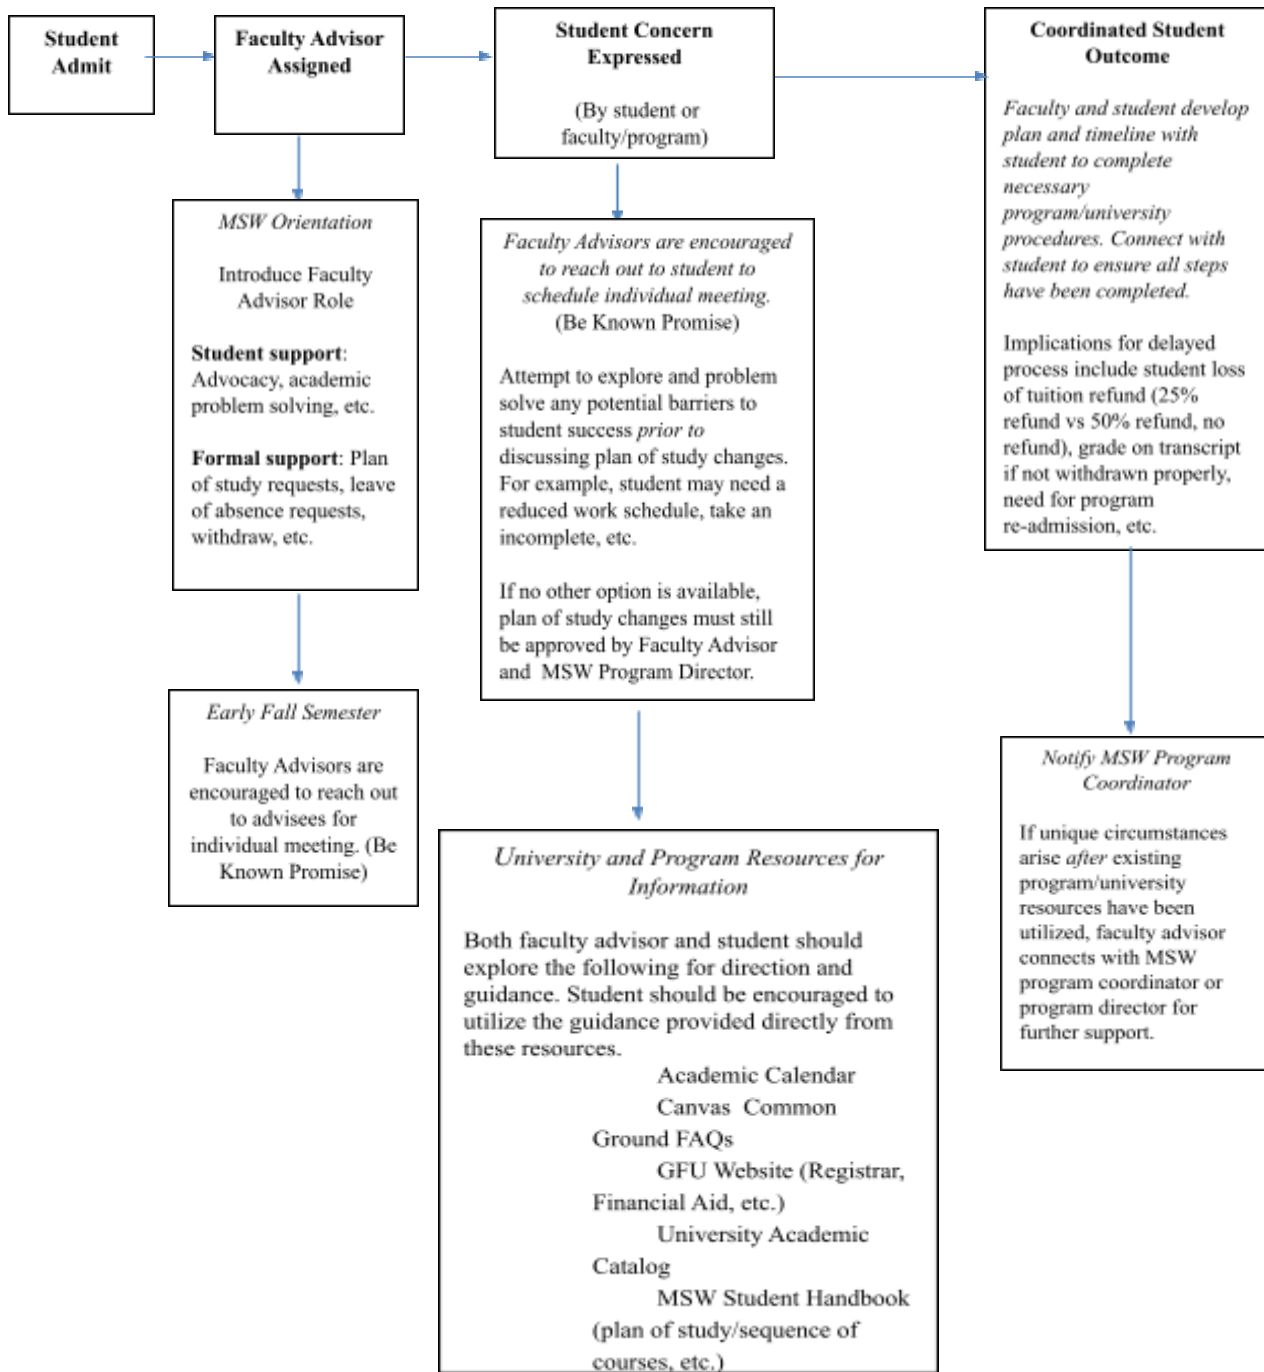 Student
Admit
Faculty Advisor
Assigned
Student Concern
Expressed
(By student or
faculty/program)
Coordinated Student
Outcome
Faculty and student develop
plan and timeline with
student to complete
necessary
program/university
procedures. Connect with
student to ensure all steps
have been completed.
Implications for delayed
process include student loss
of tuition refund (25%
refund vs 50% refund, no
refund), grade on transcript
if not withdrawn properly,
need for program
re-admission, etc.
MSW Orientation
Introduce Faculty
Advisor Role
Student support:
Advocacy, academic
problem solving, etc.
Formal support: Plan
of study requests, leave
of absence requests,
withdraw, etc.
Faculty Advisors are encouraged
to reach out to student to
schedule individual meeting.
(Be Known Promise)
Attempt to explore and problem
solve any potential barriers to
student success prior to
discussing plan of study changes.
For example, student may need a
reduced work schedule, take an
incomplete, etc.
If no other option is available,
plan of study changes must still
be approved by Faculty Advisor
and MSW Program Director.
Early Fall Semester
Faculty Advisors are
encouraged to reach out
to advisees for
individual meeting. (Be
Known Promise)
University and Program Resources for
Information
Both faculty advisor and student should
explore the following for direction and
guidance. Student should be encouraged to
utilize the guidance provided directly from
these resources.
Academic Calendar
Canvas Common
Ground FAQs
GFU Website (Registrar,
Financial Aid, etc.)
University Academic
Catalog
MSW Student Handbook
(plan of study/sequence of
courses, etc.)
Notify MSW Program
Coordinator
If unique circumstances
arise after existing
program/university
resources have been
utilized, faculty advisor
connects with MSW
program coordinator or
program director for
further support.